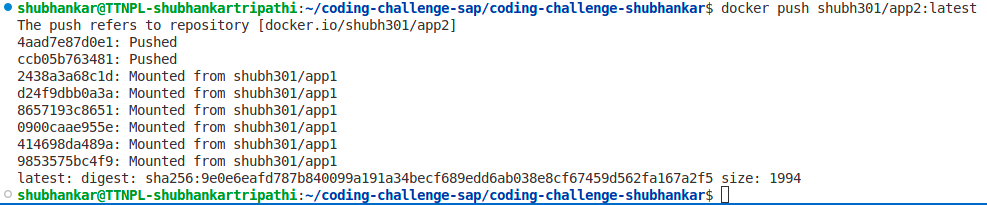 shubhankar@TTNPL-shubhankartripathi:~/coding-challenge-sap/coding-challenge-shubhankar$ docker push shubh301/app2:latest
The push refers to repository [docker.io/shubh301/app2]
4aad7e87d0e1: Pushed
ccb05b763481: Pushed
2438a3a68c1d: Mounted from shubh301/app1
d24f9dbb0a3a: Mounted from shubh301/app1
8657193c8651: Mounted from shubh301/app1
0900caae955e: Mounted from shubh301/app1
414698da489a: Mounted from shubh301/app1
9853575bc4f9: Mounted from shubh301/app1
latest: digest: sha256:9e0e6eafd787b840099a191a34becf689edd6ab038e8cf67459d562fa167a2f5 size: 1994
shubhankar@TTNPL-shubhankartripathi:~/coding-challenge-sap/coding-challenge-shubhankar$